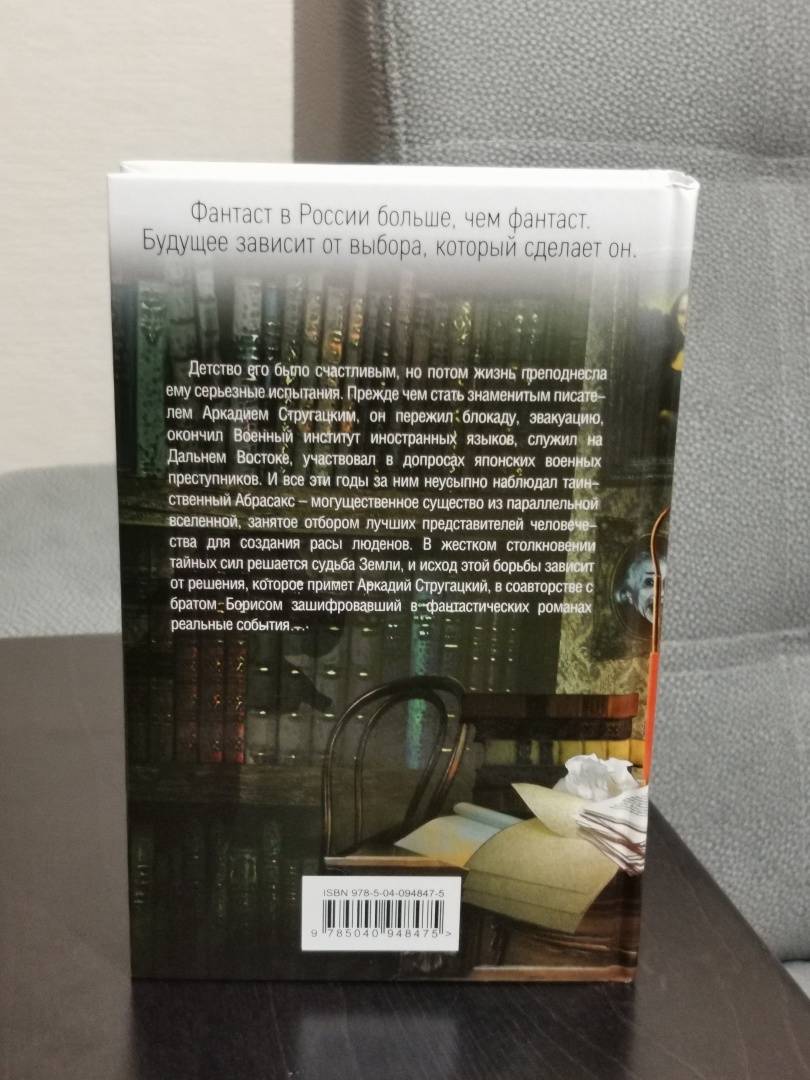 Фантаст в России больше, чем фантаст.
Будущее зависит от выбора, который сделает он.
Детство его было счастливым, но потом жизнь преподнесла
ему серьезные испытания. Прежде чем стать знаменитым писате-
лем Аркадием Стругацким, он пережил блокаду, эвакуацию,
окончил Военный институт иностранных языков, служил на
Дальнем Востоке, участвовал в допросах японских военных
преступников. И все эти годы за ним неусыпно наблюдал таин-
ственный Абрасакс – могущественное существо из параллельной
вселенной, занятое отбором лучших представителей человече-
ства для создания расы люденов. В жестком столкновении
тайных сил решается судьба Земли, и исход этой борьбы зависит
от решения, которое примет Аркадий Стругацкий, в соавторстве с
братом Борисом зашифровавший в фантастических романах
реальные события...
ISBN 978-5-04-094847-5
9 785040 948475 >